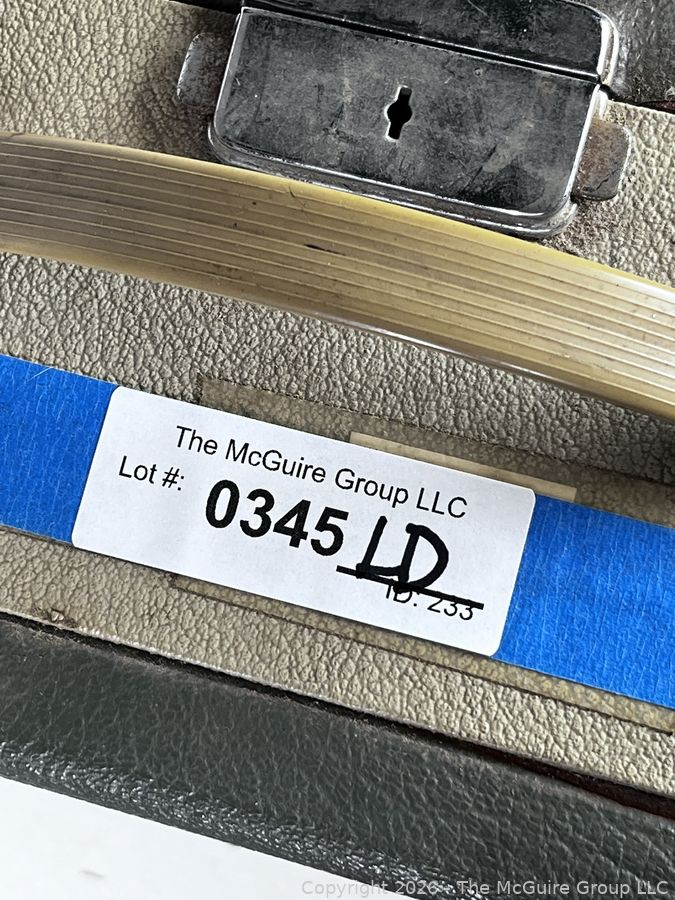 The McGuire Group LLC
Lot #: 0345 LD
ID: 233
Copyright 2026 - The McGuire Group LLC